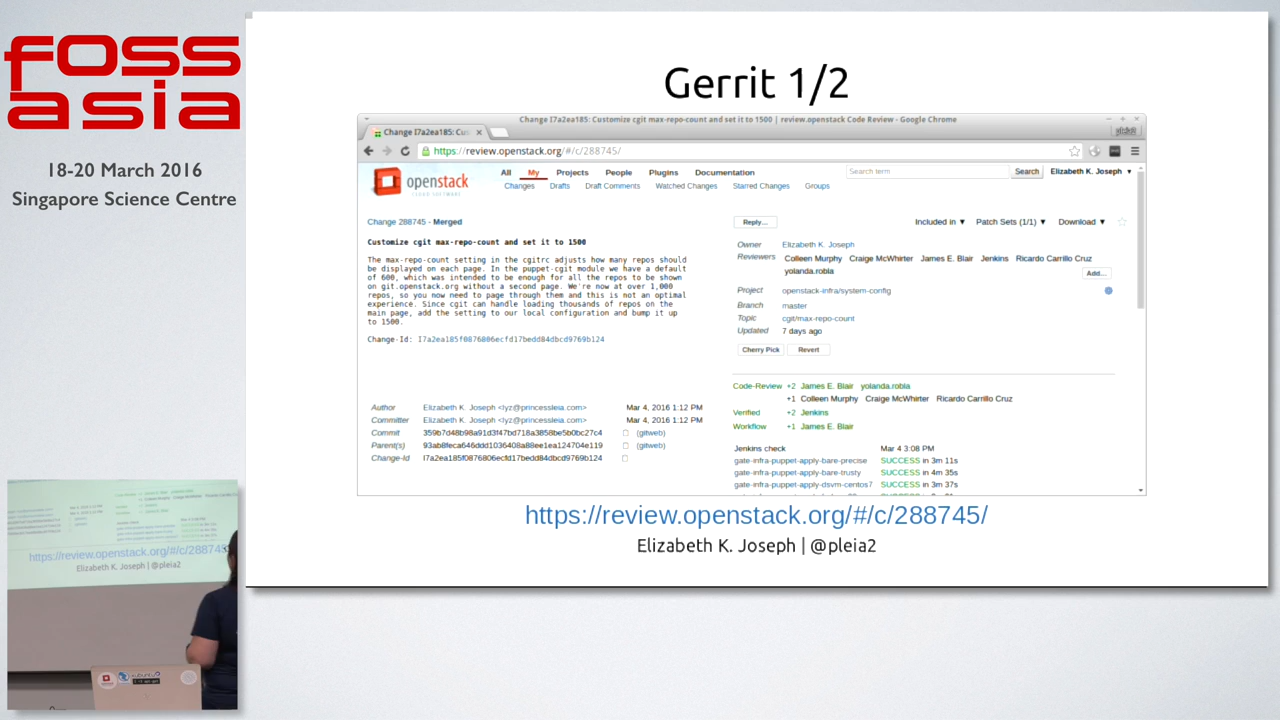 foss
asia
18-20 March 2016
Singapore Science Centre
Gerrit 1/2
Change I7a2ea185: Customize cgit max-repo-count and set it to 1500 | review.openstack Code Review - Google Chrome
Change I7a2ea185: Cus
pleia2
https://review.openstack.org/#/c/288745/
openstack
CLOUD SOFTWARE
All My Projects People Plugins Documentation
Search term Search Elizabeth K. Joseph ▼
Changes Drafts Draft Comments Watched Changes Starred Changes Groups
Change 288745 - Merged
Reply...
Included in ▼ Patch Sets (1/1) ▼ Download ▼
Customize cgit max-repo-count and set it to 1500
The max-repo-count setting in the cgitrc adjusts how many repos should
be displayed on each page. In the puppet-cgit module we have a default
of 600, which was intended to be enough for all the repos to be shown
on git.openstack.org without a second page. We're now at over 1,000
repos, so you now need to page through them and this is not an optimal
experience. Since cgit can handle loading thousands of repos on the
main page, add the setting to our local configuration and bump it up
to 1500.
Change-Id: I7a2ea185f0876806ecfd17bedd84dbcd9769b124
Owner Elizabeth K. Joseph
Reviewers Colleen Murphy Craige McWhirter James E. Blair Jenkins Ricardo Carrillo Cruz
yolanda.robla
Add...
Project openstack-infra/system-config
Branch master
Topic cgit/max-repo-count
Updated 7 days ago
Cherry Pick Revert
Code-Review +2 James E. Blair yolanda.robla
+1 Colleen Murphy Craige McWhirter Ricardo Carrillo Cruz
Verified +2 Jenkins
Workflow +1 James E. Blair
Author Elizabeth K. Joseph <lyz@princessleia.com> Mar 4, 2016 1:12 PM
Committer Elizabeth K. Joseph <lyz@princessleia.com> Mar 4, 2016 1:12 PM
Commit 359b7d48b98a91d3f47bd718a3858be5b0bc27c4 (gitweb)
Parent(s) 93ab8feca646ddd1036408a88ee1ea124704e119 (gitweb)
Change-Id I7a2ea185f0876806ecfd17bedd84dbcd9769b124
Jenkins check Mar 4 3:08 PM
gate-infra-puppet-apply-bare-precise SUCCESS in 3m 11s
gate-infra-puppet-apply-bare-trusty SUCCESS in 4m 35s
gate-infra-puppet-apply-dsvm-centos7 SUCCESS in 3m 37s
https://review.openstack.org/#/c/288745/
Elizabeth K. Joseph | @pleia2
https://review.openstack.org/#/c/288745
Elizabeth K. Joseph | @pleia2